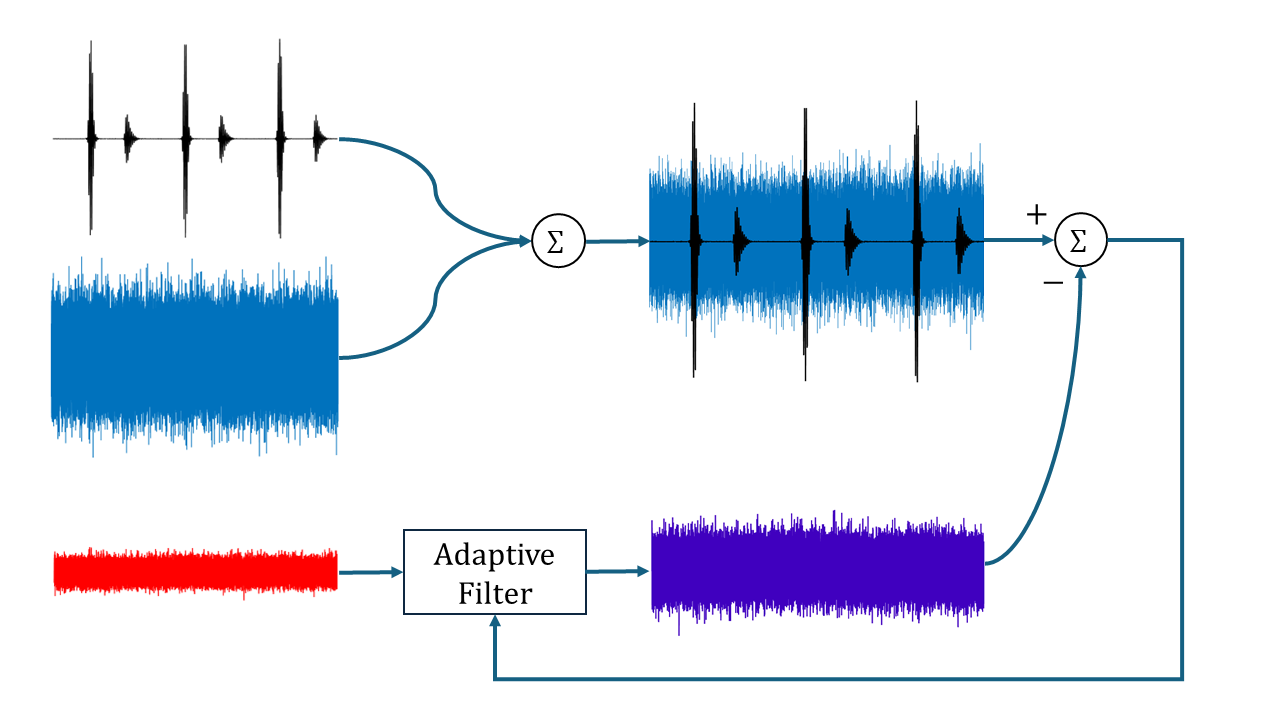 Σ
+
Σ
−
Adaptive
Filter